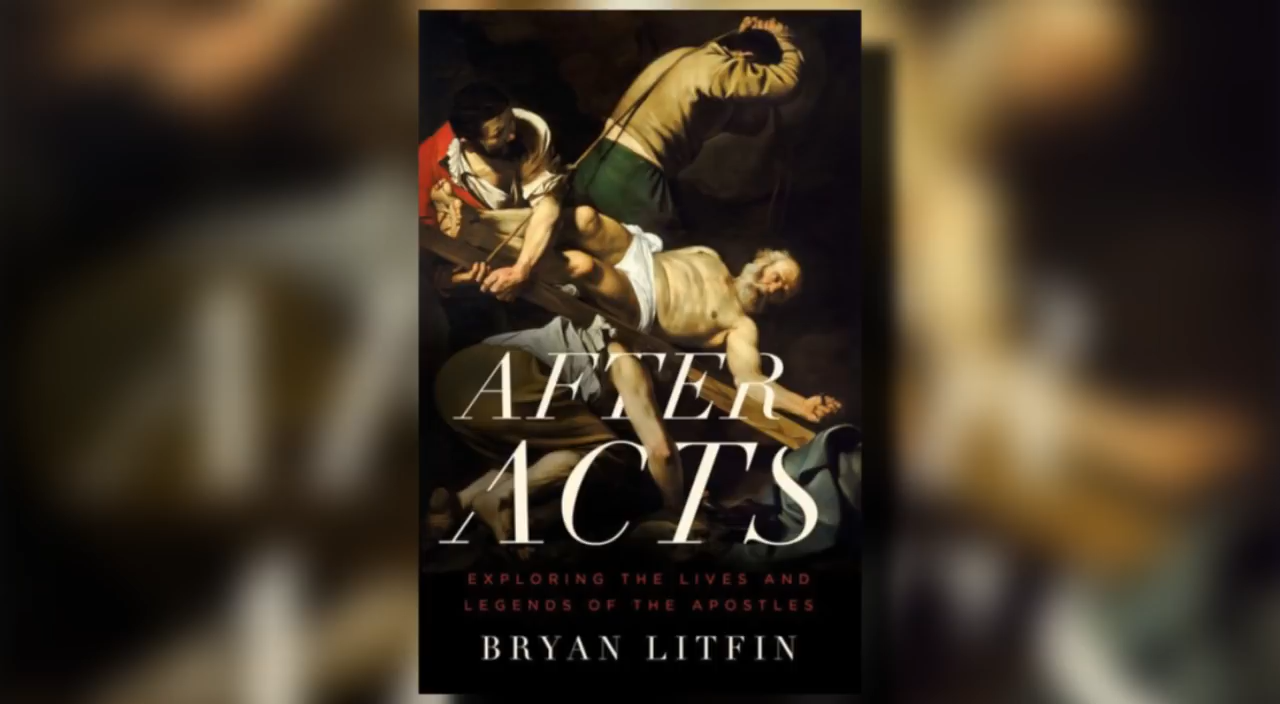 AFTER
ACTS
EXPLORING THE LIVES AND
LEGENDS OF THE APOSTLES
BRYAN LITFIN